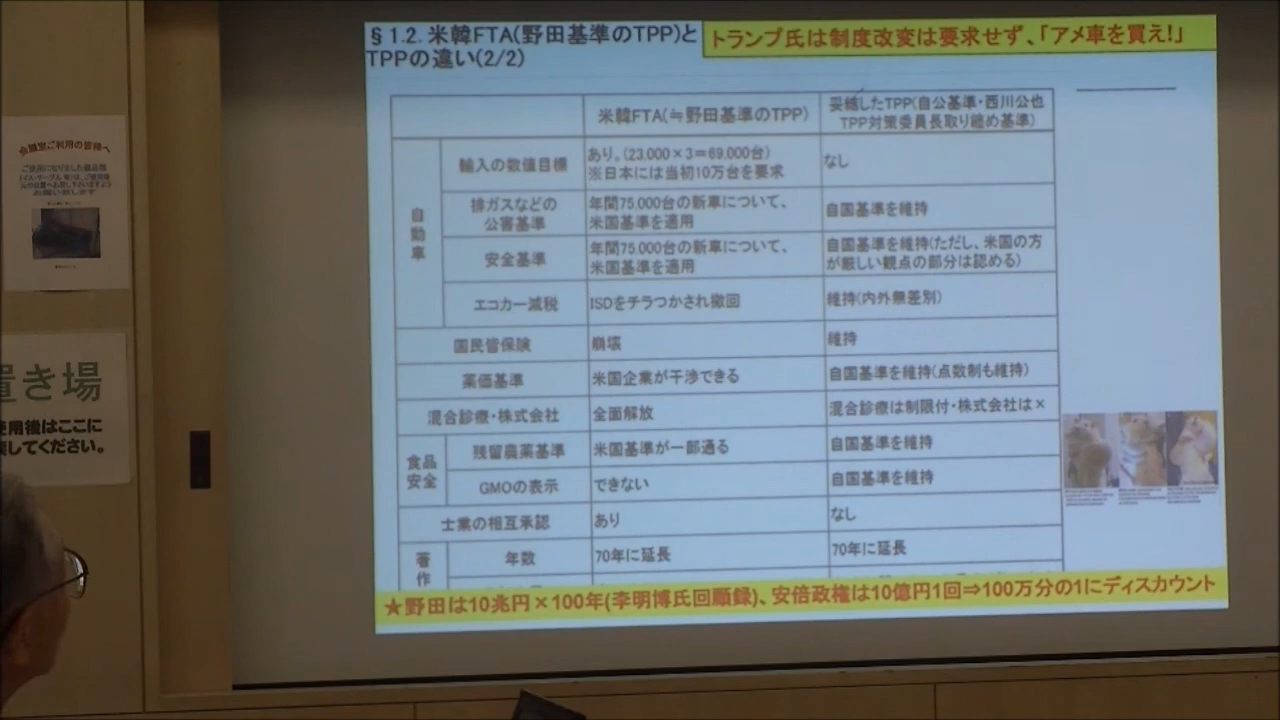 §1.2. 米韓FTA(野田基準のTPP)と
TPPの違い(2/2)
トランプ氏は制度改変は要求せず、「アメ車を買え!」
米韓FTA(≒野田基準のTPP)
妥結したTPP(自公基準・西川公也
TPP対策委員長取り纏め基準)
自動車
輸入の数値目標
あり。(23,000×3=69,000台)
※日本には当初10万台を要求
なし
排ガスなどの
公害基準
年間75,000台の新車について、
米国基準を適用
自国基準を維持
安全基準
年間75,000台の新車について、
米国基準を適用
自国基準を維持(ただし、米国の方
が厳しい観点の部分は認める)
エコカー減税
ISDをチラつかされ撤回
維持(内外無差別)
国民皆保険
崩壊
維持
薬価基準
米国企業が干渉できる
自国基準を維持(点数制も維持)
混合診療・株式会社
全面解放
混合診療は制限付・株式会社は×
食品
安全
残留農薬基準
米国基準が一部通る
自国基準を維持
GMOの表示
できない
自国基準を維持
士業の相互承認
あり
なし
著
作
年数
70年に延長
70年に延長
★野田は10兆円×100年(李明博氏回顧録)、安倍政権は10億円1回⇒100万分の1にディスカウント
会議室ご利用の皆様へ
置き場
使用後はここに
してください。